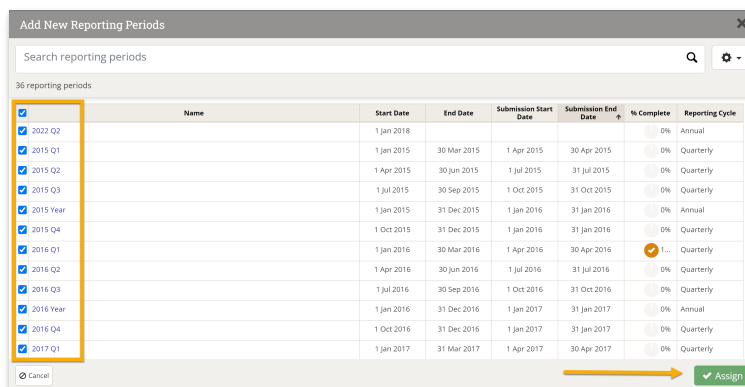 Add New Reporting Periods
Search reporting periods
36 reporting periods
Name Start Date End Date Submission Start Date Submission End Date % Complete Reporting Cycle
2022 Q2 1 Jan 2018 0% Annual
2015 Q1 1 Jan 2015 30 Mar 2015 1 Apr 2015 30 Apr 2015 0% Quarterly
2015 Q2 1 Apr 2015 30 Jun 2015 1 Jul 2015 31 Jul 2015 0% Quarterly
2015 Q3 1 Jul 2015 30 Sep 2015 1 Oct 2015 31 Oct 2015 0% Quarterly
2015 Year 1 Jan 2015 31 Dec 2015 1 Jan 2016 31 Jan 2016 0% Annual
2015 Q4 1 Oct 2015 31 Dec 2015 1 Jan 2016 31 Jan 2016 0% Quarterly
2016 Q1 1 Jan 2016 30 Mar 2016 1 Apr 2016 30 Apr 2016 1... Quarterly
2016 Q2 1 Apr 2016 30 Jun 2016 1 Jul 2016 31 Jul 2016 0% Quarterly
2016 Q3 1 Jul 2016 30 Sep 2016 1 Oct 2016 31 Oct 2016 0% Quarterly
2016 Year 1 Jan 2016 31 Dec 2016 1 Jan 2017 31 Jan 2017 0% Annual
2016 Q4 1 Oct 2016 31 Dec 2016 1 Jan 2017 31 Jan 2017 0% Quarterly
2017 Q1 1 Jan 2017 31 Mar 2017 1 Apr 2017 30 Apr 2017 0% Quarterly
Cancel Assign